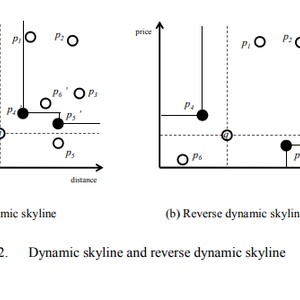 price
p1
p2
p1
p2
p6'
p3
p4'
p4
p5'
q
p5
p6
distance
mic skyline
(b) Reverse dynamic skylin
2. Dynamic skyline and reverse dynamic skyline